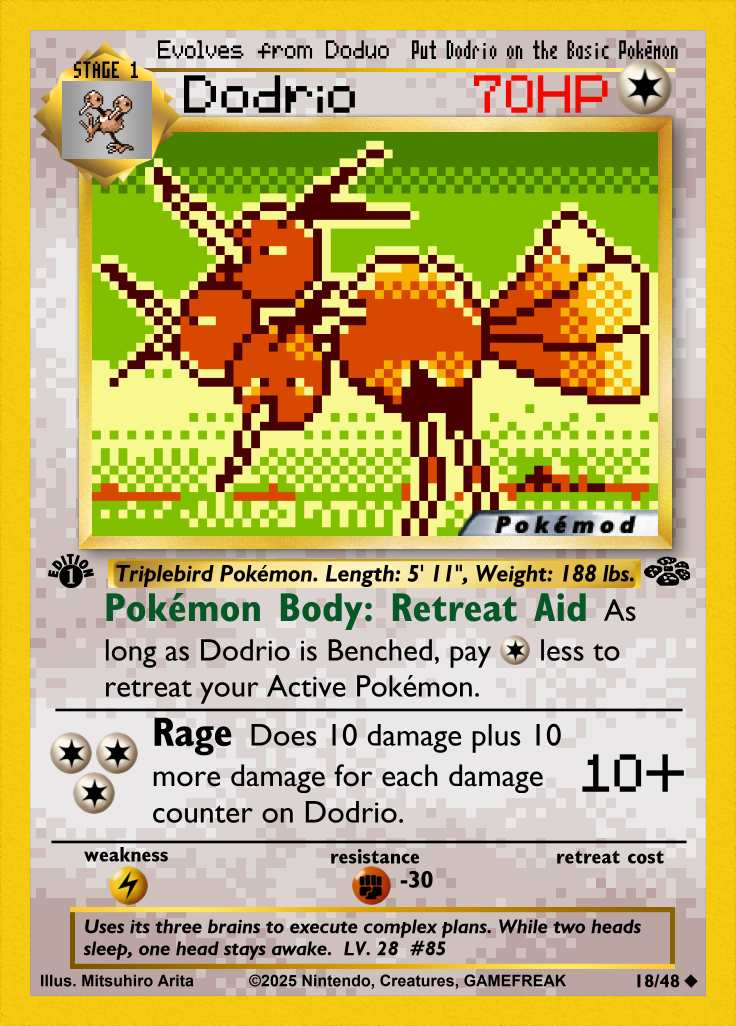 Evolves from Doduo Put Dodrio on the Basic Pokémon
STAGE 1
Dodrio 70HP
Pokémod
EDITION 1
Triplebird Pokémon. Length: 5' 11", Weight: 188 lbs.
Pokémon Body: Retreat Aid As
long as Dodrio is Benched, pay less to
retreat your Active Pokémon.
Rage Does 10 damage plus 10
more damage for each damage
counter on Dodrio.
10+
weakness resistance retreat cost
-30
Uses its three brains to execute complex plans. While two heads
sleep, one head stays awake. LV. 28 #85
Illus. Mitsuhiro Arita ©2025 Nintendo, Creatures, GAMEFREAK 18/48